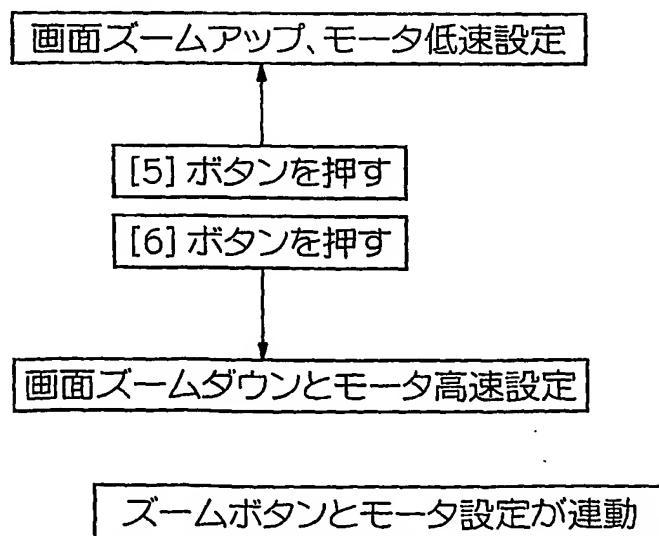 画面ズームアップ、モータ低速設定
[5] ボタンを押す
[6] ボタンを押す
画面ズームダウンとモータ高速設定
ズームボタンとモータ設定が連動